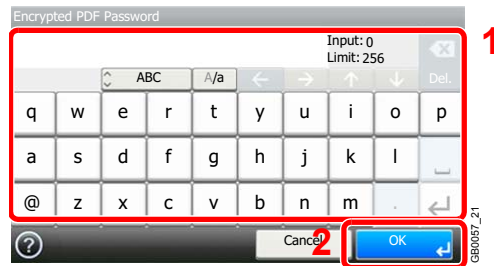 Encrypted PDF Password
Input: 0
Limit: 256
1
ABC A/a Del.
q w e r t y u i o p
a s d f g h j k l
@ z x c v b n m .
? Cancel 2 OK
GB0057_21